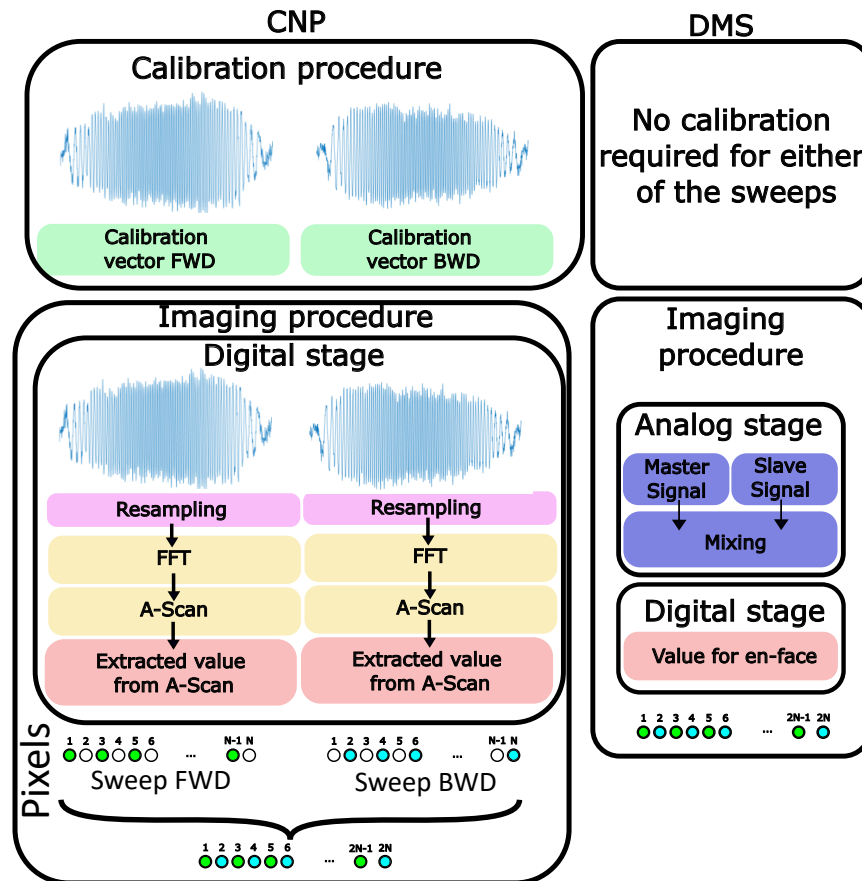 CNP
Calibration procedure
Calibration
vector FWD
Calibration
vector BWD
DMS
No calibration
required for either
of the sweeps
Imaging procedure
Digital stage
Resampling
FFT
A-Scan
Extracted value
from A-Scan
Resampling
FFT
A-Scan
Extracted value
from A-Scan
Pixels
1 2 3 4 5 6 ... N-1 N
Sweep FWD
1 2 3 4 5 6 ... N-1 N
Sweep BWD
1 2 3 4 5 6 ... 2N-1 2N
Imaging
procedure
Analog stage
Master
Signal
Slave
Signal
Mixing
Digital stage
Value for en-face
1 2 3 4 5 6 ... 2N-1 2N